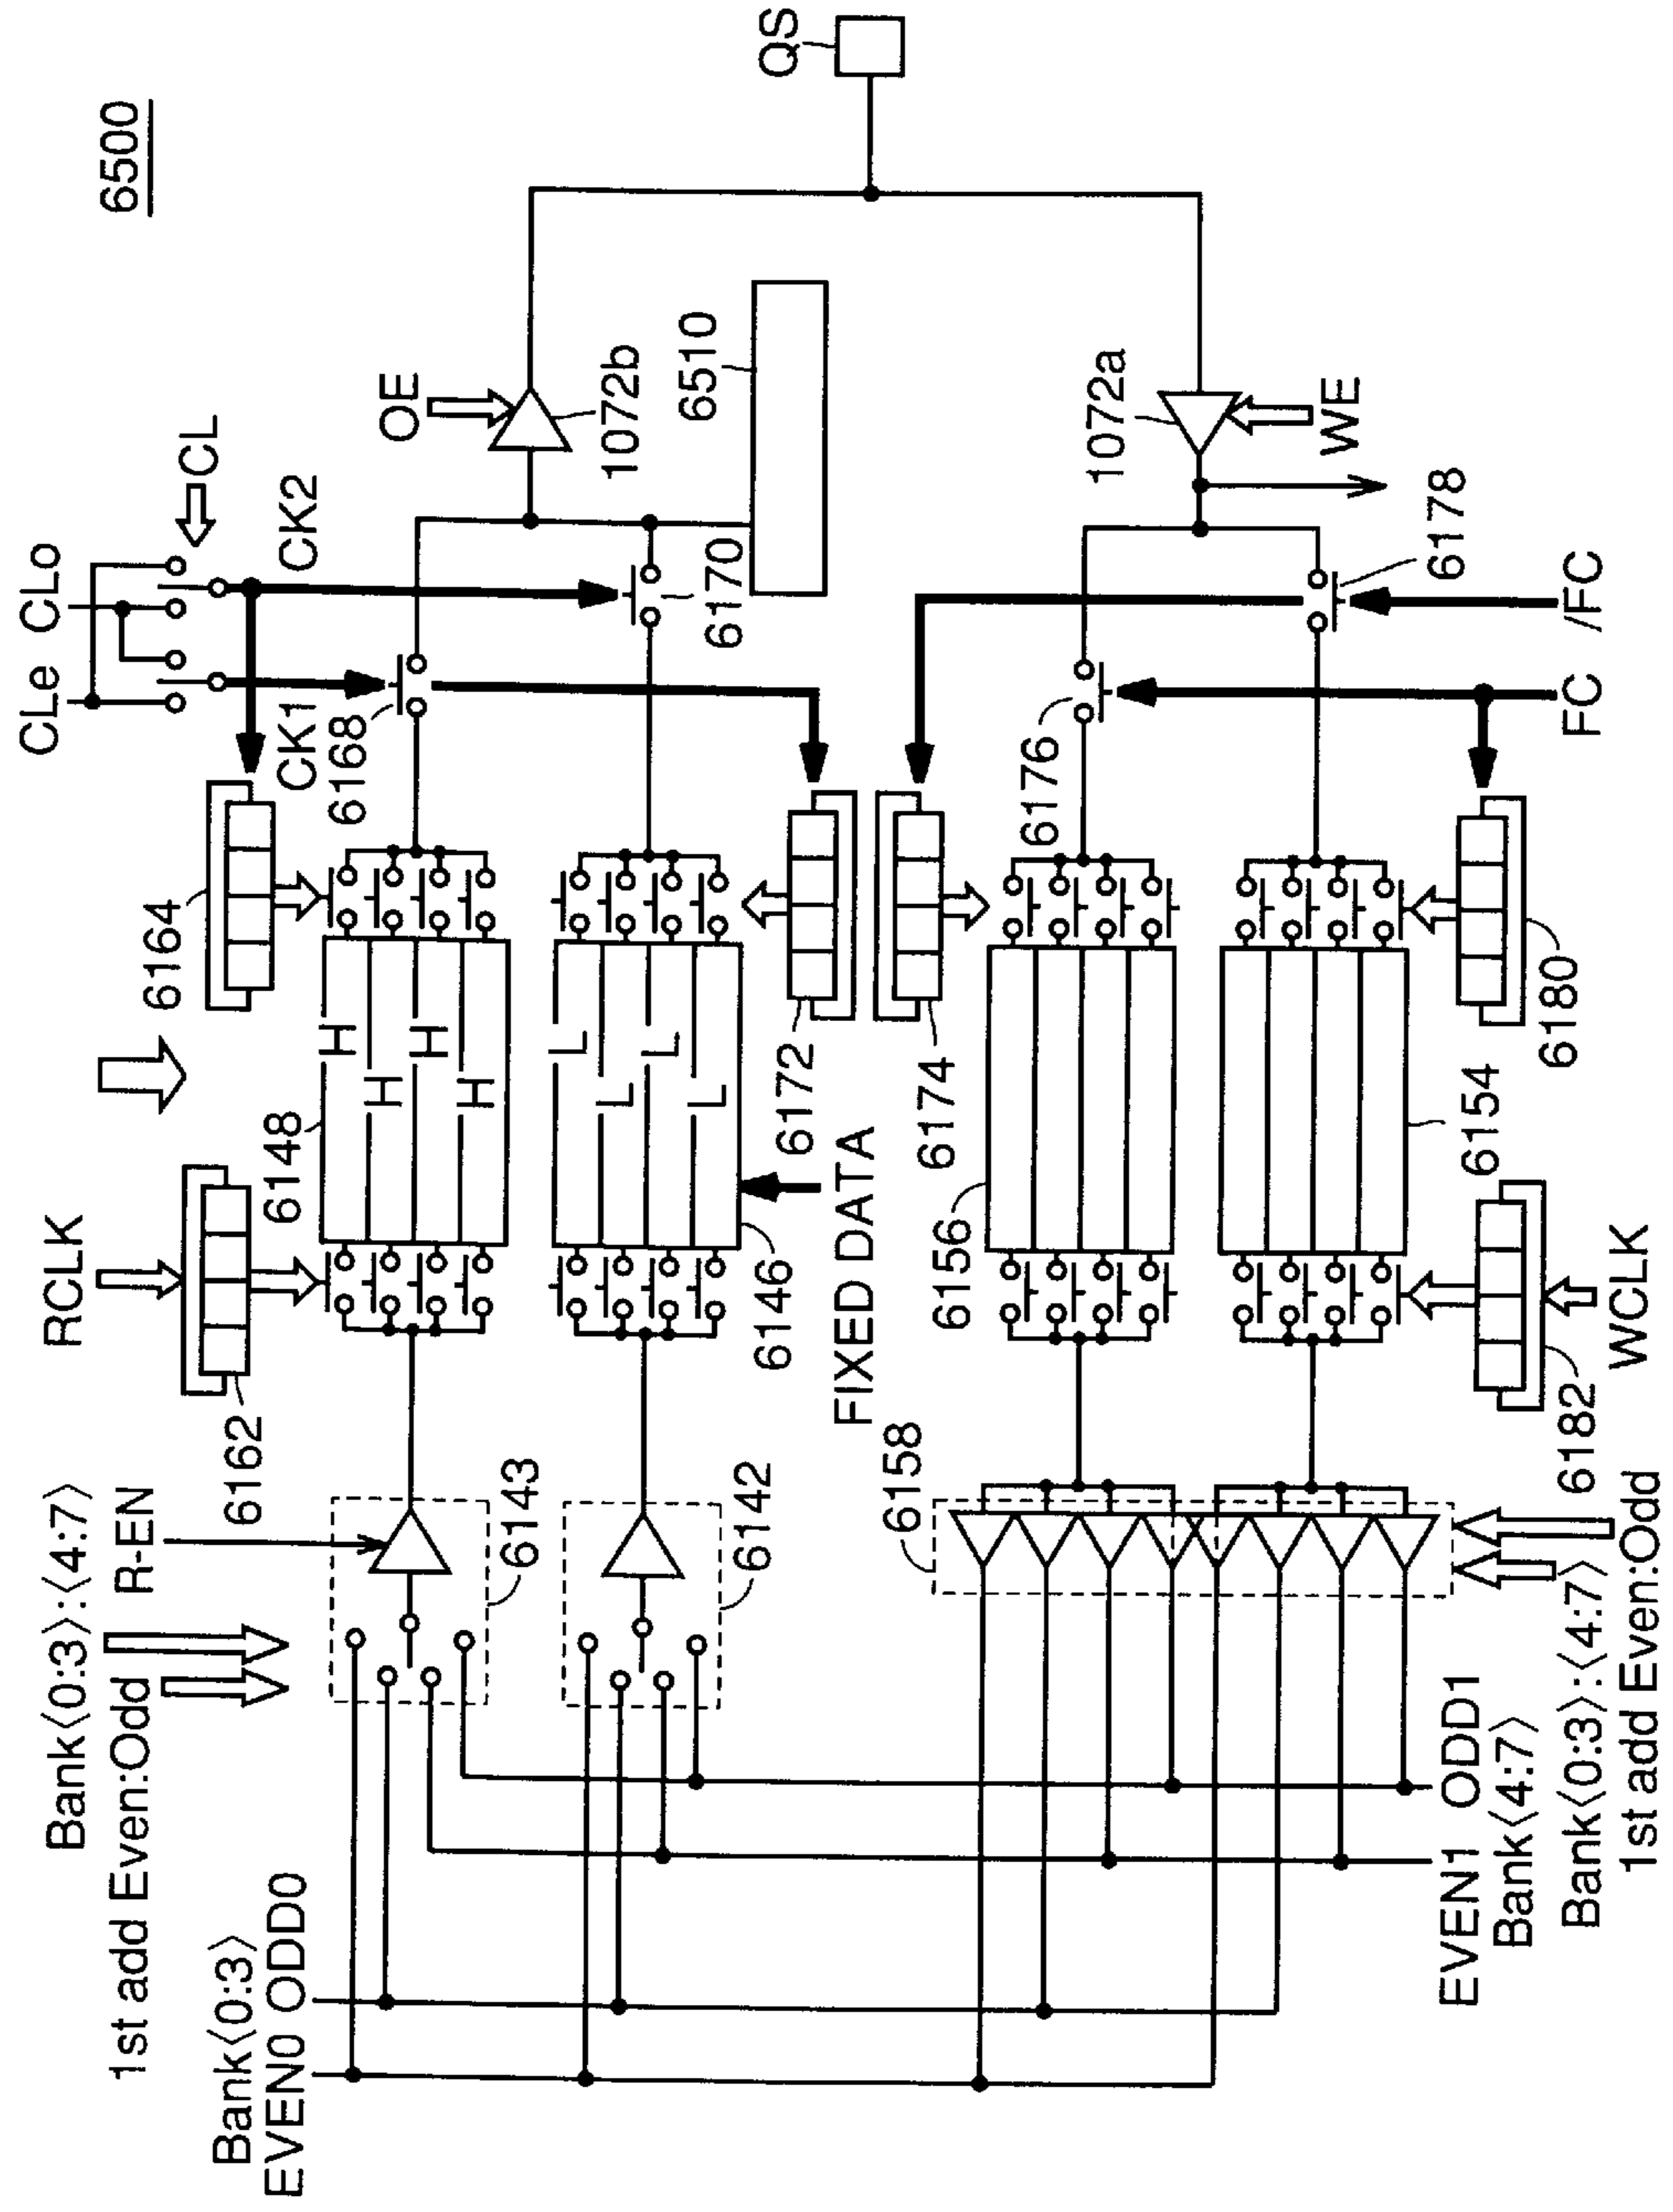 6500
QS
CLe CLo
CL
CK2
CK1
OE
1072b
6510
6164
6168
6170
RCLK
6148
H
H
H
H
L
L
L
L
6172
6146
FIXED DATA
Bank〈0:3〉:〈4:7〉
1st add Even:Odd
R-EN
6162
6143
6142
Bank〈0:3〉
EVEN0 ODD0
1072a
WE
6178
6176
/FC
FC
6174
6180
6156
6154
6158
6182
WCLK
EVEN1 ODD1
Bank〈4:7〉
Bank〈0:3〉:〈4:7〉
1st add Even:Odd